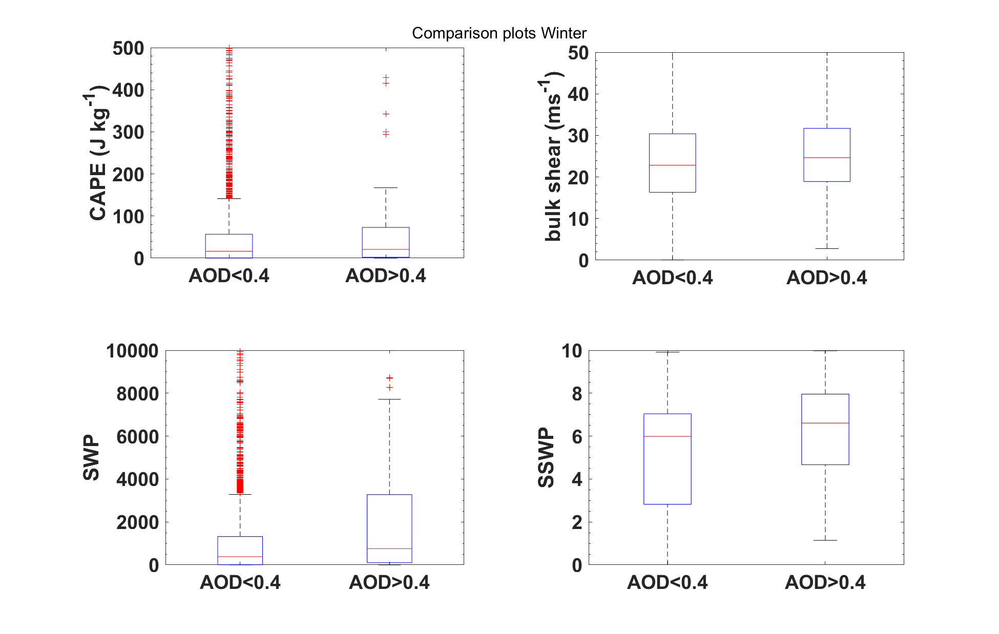 Comparison plots Winter
CAPE (J kg-1)
500
400
300
200
100
0
AOD<0.4
AOD>0.4
bulk shear (ms-1)
50
40
30
20
10
0
AOD<0.4
AOD>0.4
SWP
10000
8000
6000
4000
2000
0
AOD<0.4
AOD>0.4
SSWP
10
8
6
4
2
0
AOD<0.4
AOD>0.4